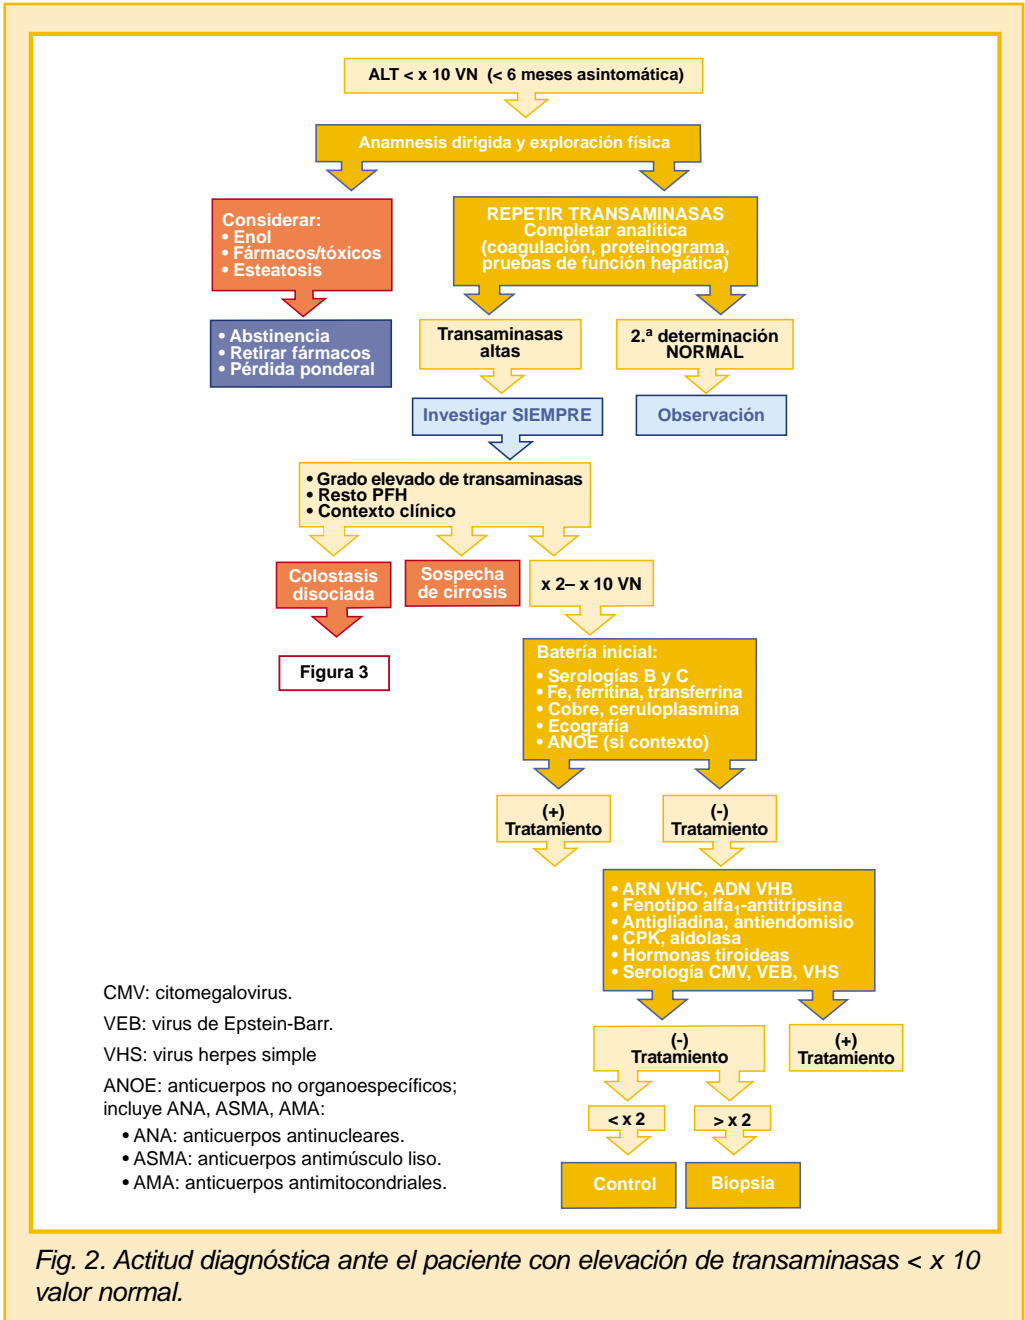 ALT < x 10 VN (< 6 meses asintomática)
Anamnesis dirigida y exploración física
Considerar:
• Enol
• Fármacos/tóxicos
• Esteatosis
REPETIR TRANSAMINASAS
Completar analítica
(coagulación, proteinograma,
pruebas de función hepática)
• Abstinencia
• Retirar fármacos
• Pérdida ponderal
Transaminasas
altas
2.ª determinación
NORMAL
Investigar SIEMPRE
Observación
• Grado elevado de transaminasas
• Resto PFH
• Contexto clínico
Colostasis
disociada
Sospecha
de cirrosis
x 2– x 10 VN
Figura 3
Batería inicial:
• Serologías B y C
• Fe, ferritina, transferrina
• Cobre, ceruloplasmina
• Ecografía
• ANOE (si contexto)
(+)
Tratamiento
(-)
Tratamiento
• ARN VHC, ADN VHB
• Fenotipo alfa₁-antitripsina
• Antigliadina, antiendomisio
• CPK, aldolasa
• Hormonas tiroideas
• Serología CMV, VEB, VHS
(-)
Tratamiento
(+)
Tratamiento
< x 2
> x 2
Control
Biopsia
CMV: citomegalovirus.
VEB: virus de Epstein-Barr.
VHS: virus herpes simple
ANOE: anticuerpos no organoespecíficos;
incluye ANA, ASMA, AMA:
• ANA: anticuerpos antinucleares.
• ASMA: anticuerpos antimúsculo liso.
• AMA: anticuerpos antimitocondriales.
Fig. 2. Actitud diagnóstica ante el paciente con elevación de transaminasas < x 10
valor normal.